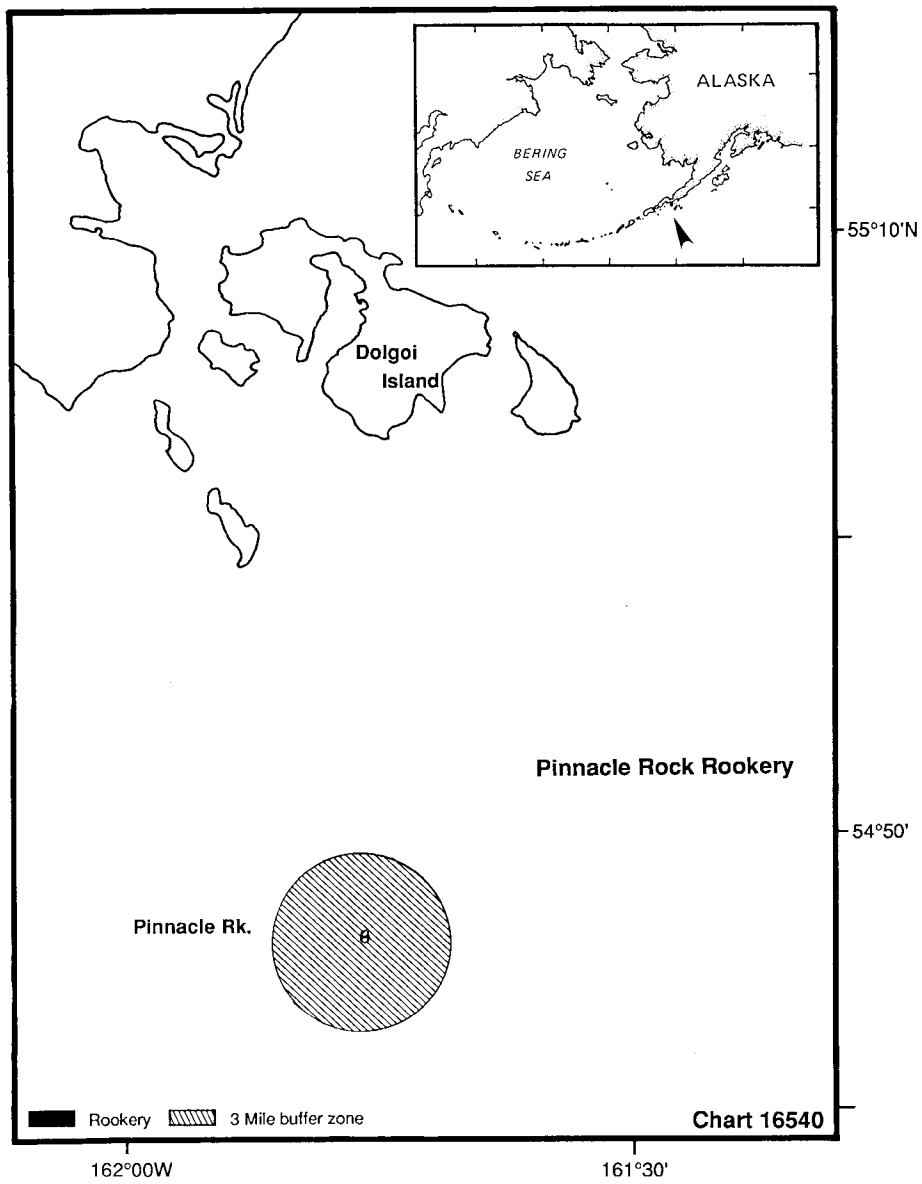 ALASKA
BERING
SEA
55°10'N
Dolgoi
Island
Pinnacle Rock Rookery
54°50'
Pinnacle Rk.
Rookery
3 Mile buffer zone
Chart 16540
162°00W
161°30'